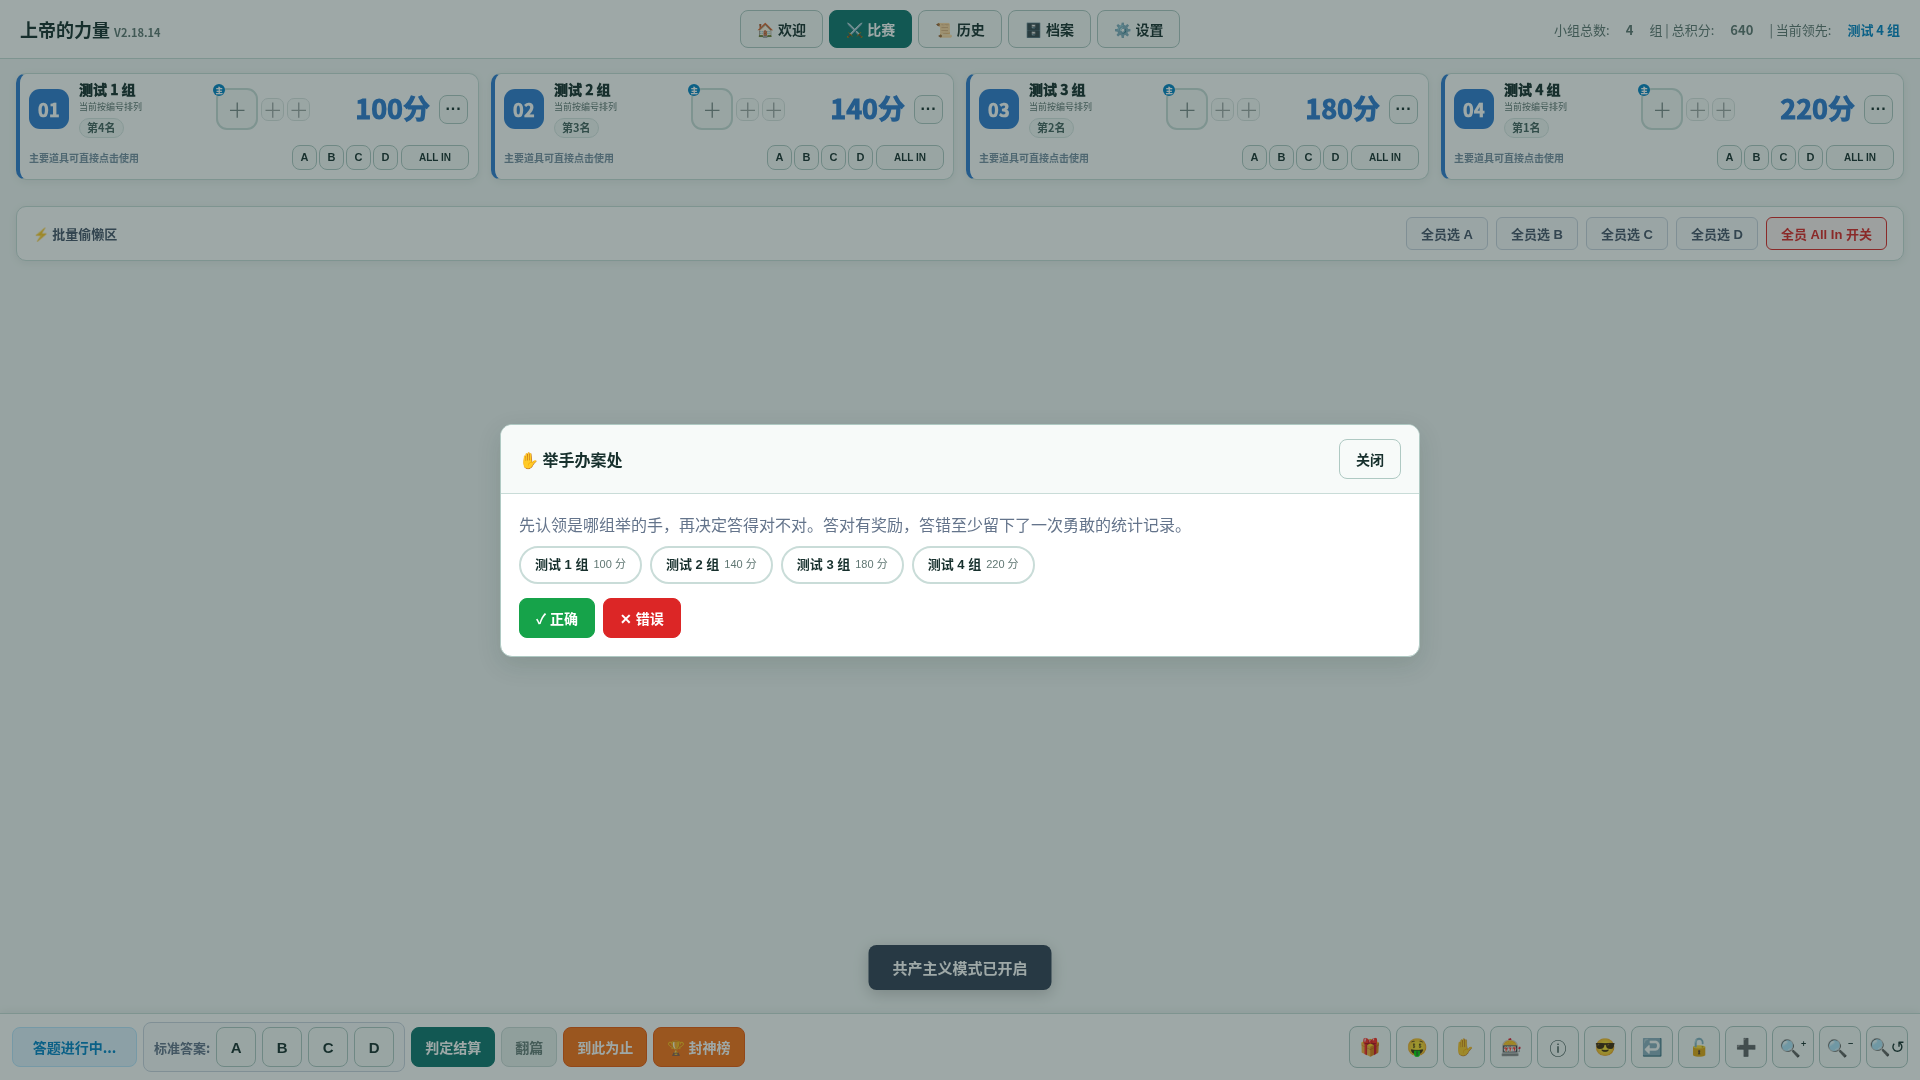 上帝的力量 V2.18.14
🏠 欢迎
⚔️ 比赛
📜 历史
🗄️ 档案
⚙️ 设置
小组总数: 4 组 | 总积分: 640 | 当前领先: 测试 4 组
01
测试 1 组
当前按编号排列
第4名
主
100分
···
主要道具可直接点击使用
A B C D ALL IN
02
测试 2 组
当前按编号排列
第3名
主
140分
···
主要道具可直接点击使用
A B C D ALL IN
03
测试 3 组
当前按编号排列
第2名
主
180分
···
主要道具可直接点击使用
A B C D ALL IN
04
测试 4 组
当前按编号排列
第1名
主
220分
···
主要道具可直接点击使用
A B C D ALL IN
⚡ 批量偷懒区
全员选 A
全员选 B
全员选 C
全员选 D
全员 All In 开关
✋ 举手办案处
关闭
先认领是哪组举的手，再决定答得对不对。答对有奖励，答错至少留下了一次勇敢的统计记录。
测试 1 组 100 分
测试 2 组 140 分
测试 3 组 180 分
测试 4 组 220 分
✓ 正确
✕ 错误
共产主义模式已开启
答题进行中...
标准答案: A B C D
判定结算
翻篇
到此为止
🏆 封神榜